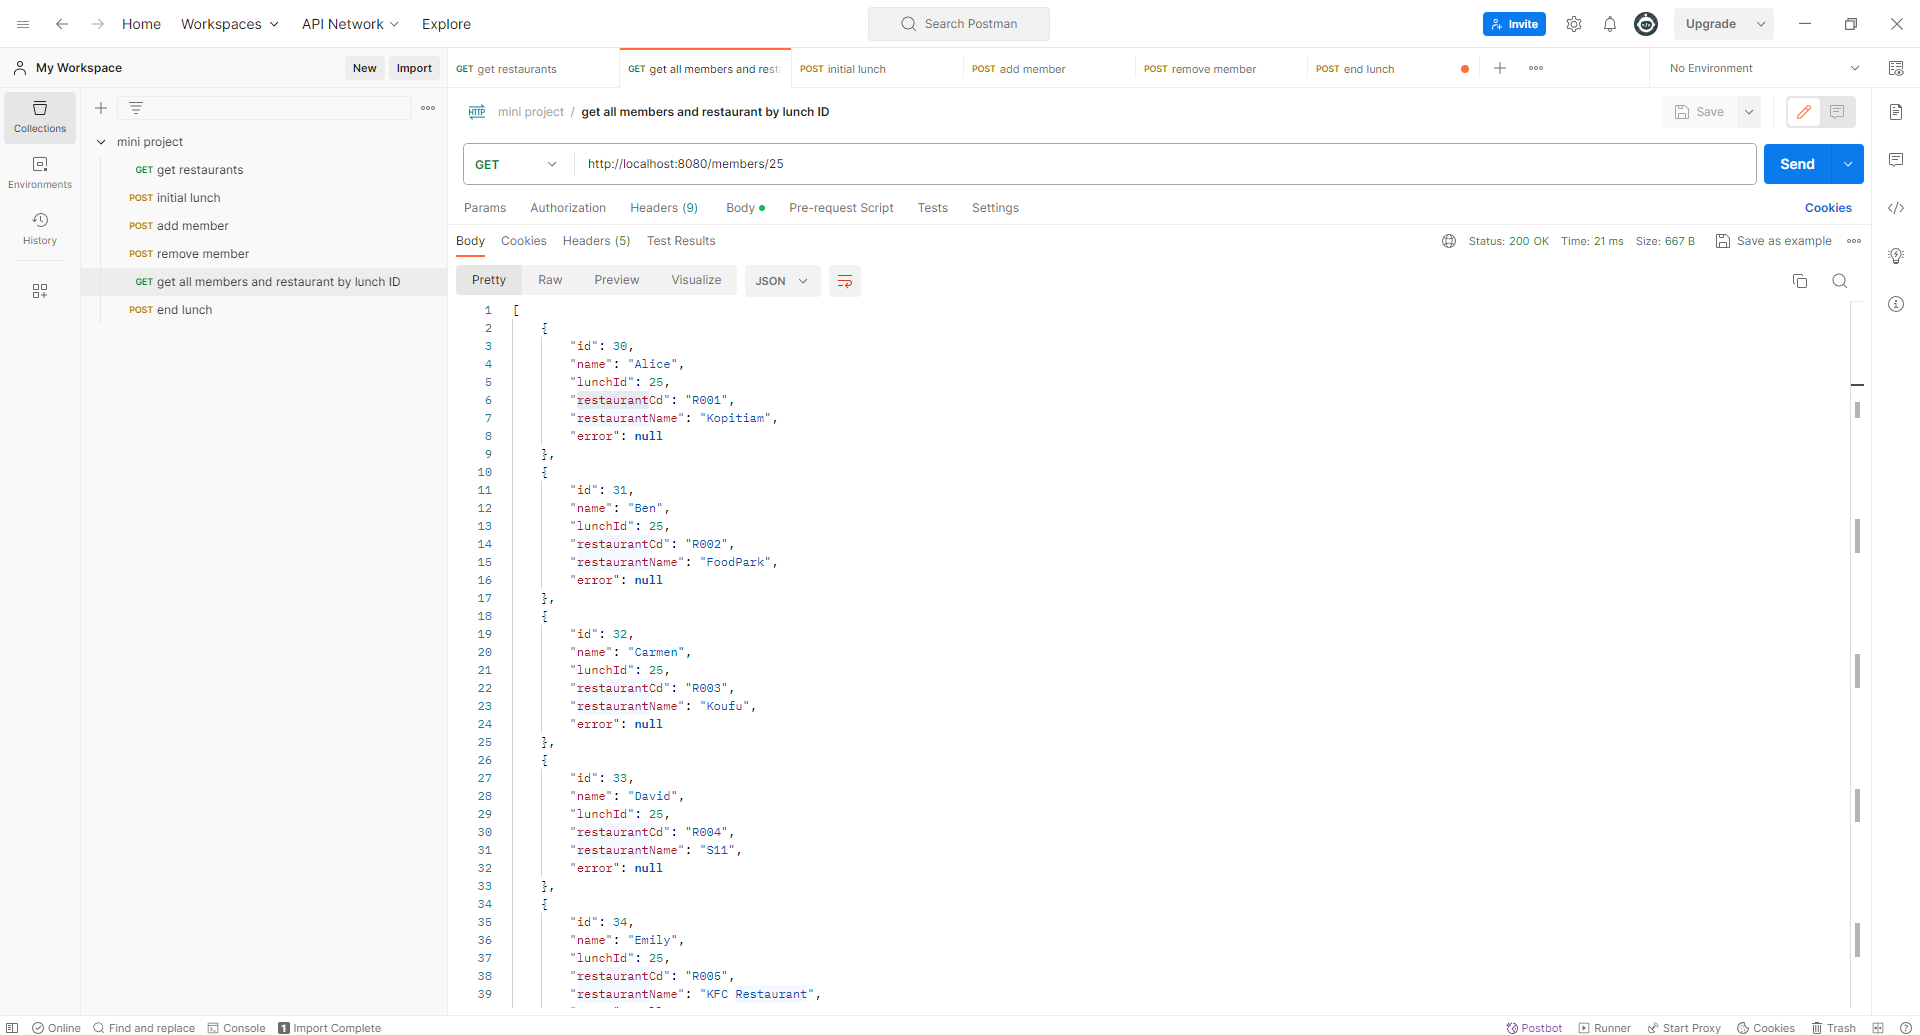 Home Workspaces API Network Explore Search Postman Invite Upgrade
My Workspace New Import
GET get restaurants GET get all members and rest POST initial lunch POST add member POST remove member POST end lunch No Environment
Collections
Environments
History
mini project
GET get restaurants
POST initial lunch
POST add member
POST remove member
GET get all members and restaurant by lunch ID
POST end lunch
HTTP mini project / get all members and restaurant by lunch ID Save
GET http://localhost:8080/members/25 Send
Params Authorization Headers (9) Body Pre-request Script Tests Settings Cookies
Body Cookies Headers (5) Test Results Status: 200 OK Time: 21 ms Size: 667 B Save as example
Pretty Raw Preview Visualize JSON
1 [
2 {
3 "id": 30,
4 "name": "Alice",
5 "lunchId": 25,
6 "restaurantCd": "R001",
7 "restaurantName": "Kopitiam",
8 "error": null
9 },
10 {
11 "id": 31,
12 "name": "Ben",
13 "lunchId": 25,
14 "restaurantCd": "R002",
15 "restaurantName": "FoodPark",
16 "error": null
17 },
18 {
19 "id": 32,
20 "name": "Carmen",
21 "lunchId": 25,
22 "restaurantCd": "R003",
23 "restaurantName": "Koufu",
24 "error": null
25 },
26 {
27 "id": 33,
28 "name": "David",
29 "lunchId": 25,
30 "restaurantCd": "R004",
31 "restaurantName": "S11",
32 "error": null
33 },
34 {
35 "id": 34,
36 "name": "Emily",
37 "lunchId": 25,
38 "restaurantCd": "R005",
39 "restaurantName": "KFC Restaurant",
Online Find and replace Console 1 Import Complete Postbot Runner Start Proxy Cookies Trash